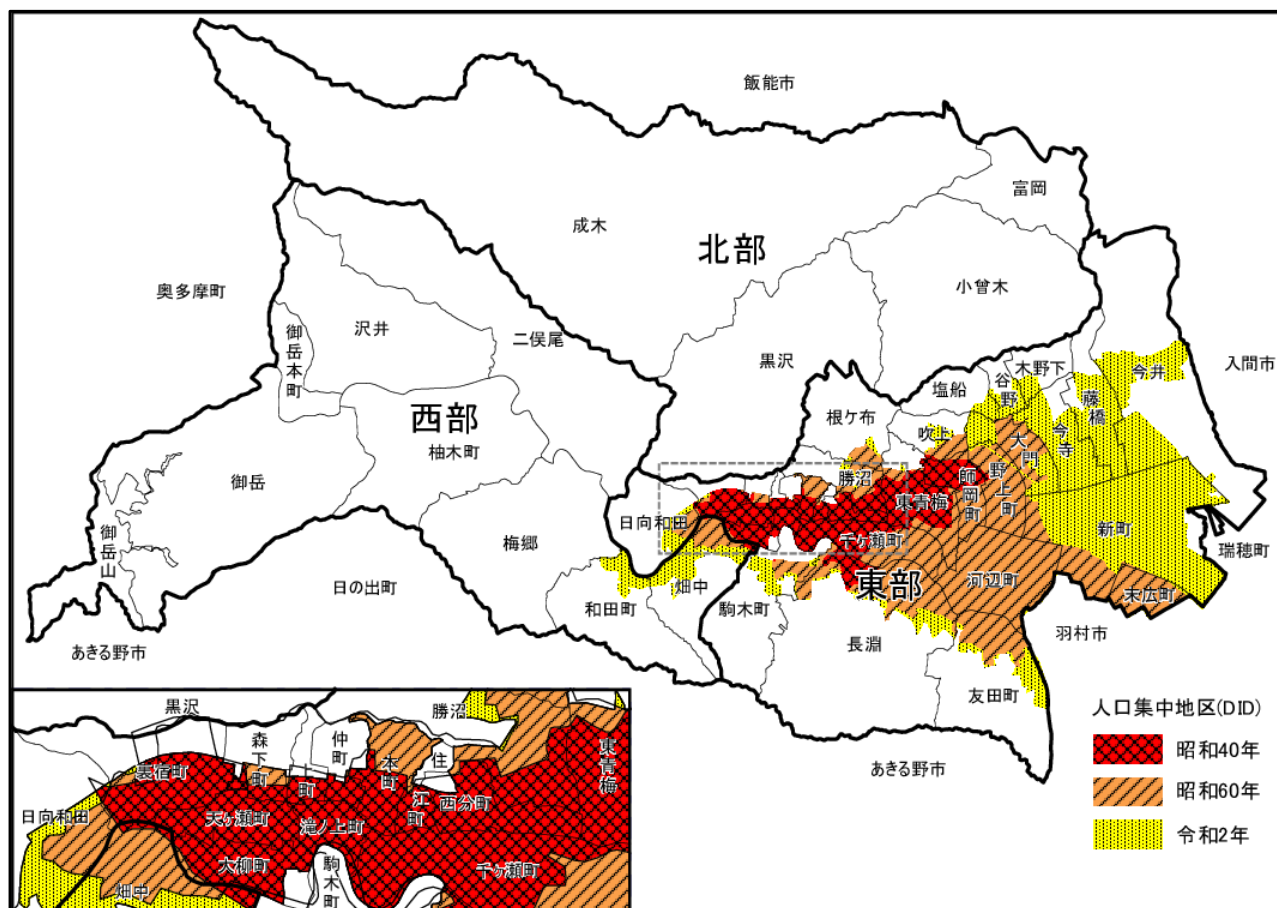 飯能市
富岡
成木
北部
小曾木
奥多摩町
沢井
御岳本町
二俣尾
黒沢
木野下
入間市
今井
谷野
塩船
藤橋
根ケ布
西部
吹上
今寺
大門
柚木町
御岳
勝沼
師岡町
野上町
東青梅
日向和田
新町
梅郷
千ケ瀬町
瑞穂町
御岳山
日の出町
畑中
東部
河辺町
末広町
和田町
駒木町
羽村市
長淵
あきる野市
友田町
あきる野市
人口集中地区(DID)
昭和40年
昭和60年
令和2年
黒沢
勝沼
森下町
仲町
本町
住
東青梅
裏宿町
上町
西分町
日向和田
天ケ瀬町
滝ノ上町
大柳町
駒木町
千ケ瀬町
畑中